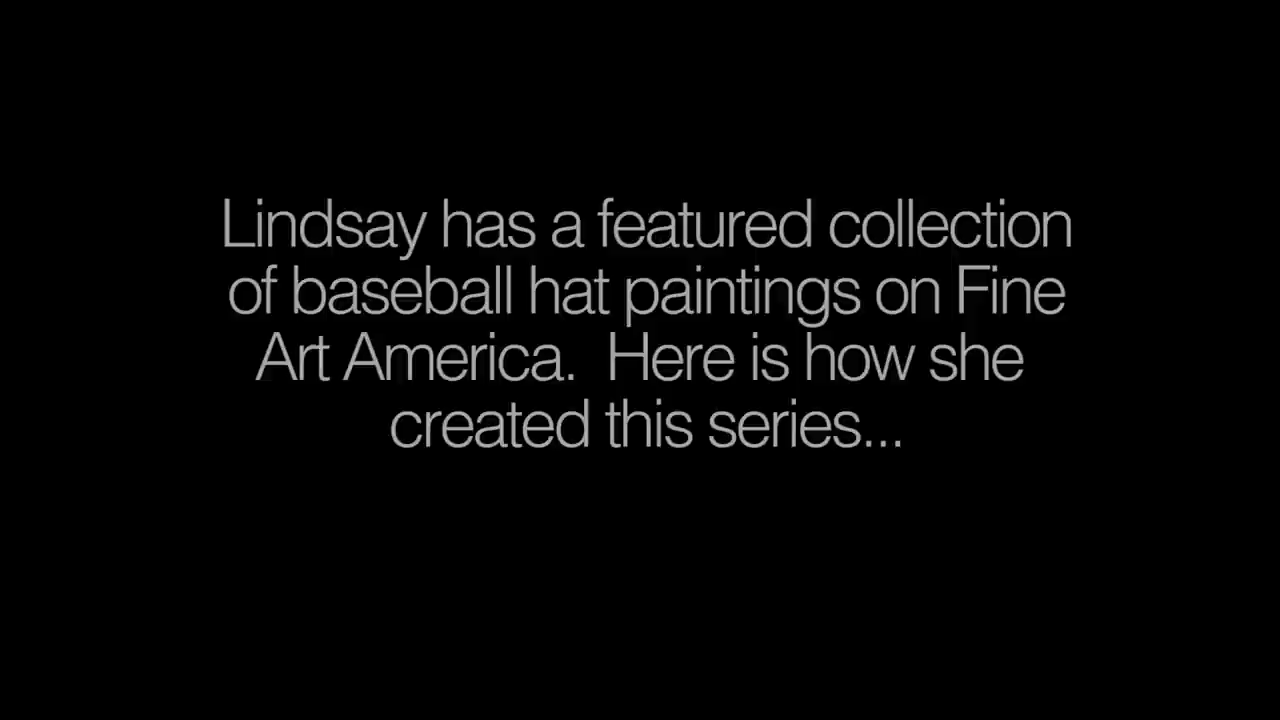 Lindsay has a featured collection
of baseball hat paintings on Fine
Art America.  Here is how she
created this series...